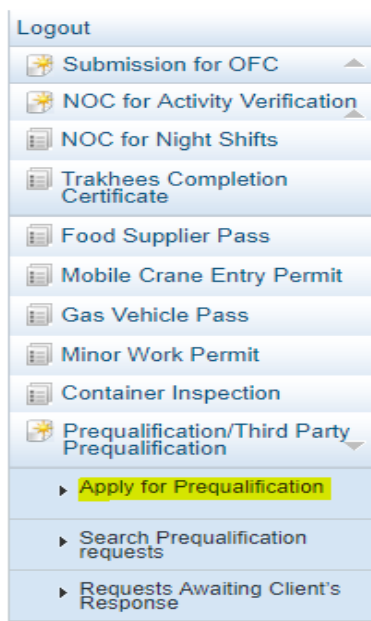 Logout
Submission for OFC
NOC for Activity Verification
NOC for Night Shifts
Trakhees Completion
Certificate
Food Supplier Pass
Mobile Crane Entry Permit
Gas Vehicle Pass
Minor Work Permit
Container Inspection
Prequalification/Third Party
Prequalification
Apply for Prequalification
Search Prequalification
requests
Requests Awaiting Client's
Response